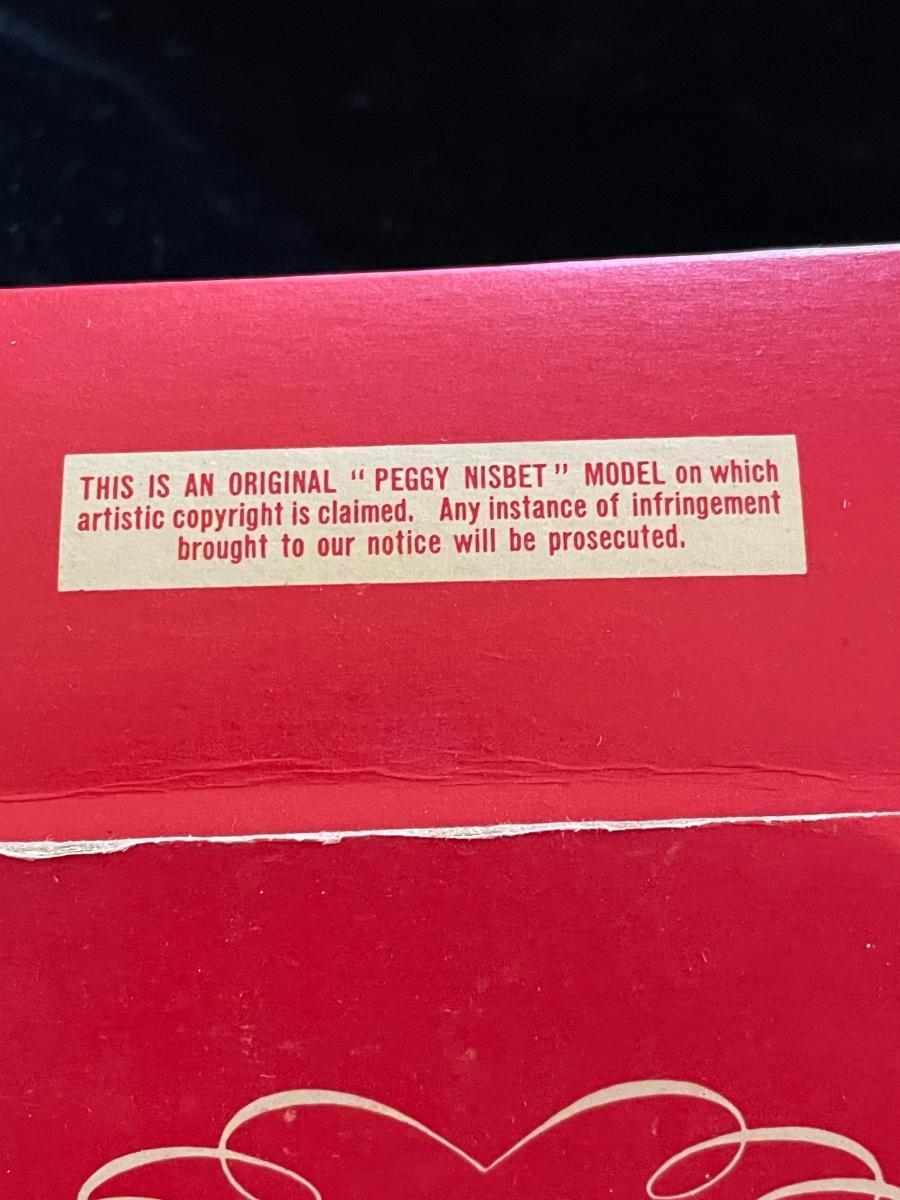 THIS IS AN ORIGINAL “PEGGY NISBET” MODEL on which
artistic copyright is claimed. Any instance of infringement
brought to our notice will be prosecuted.